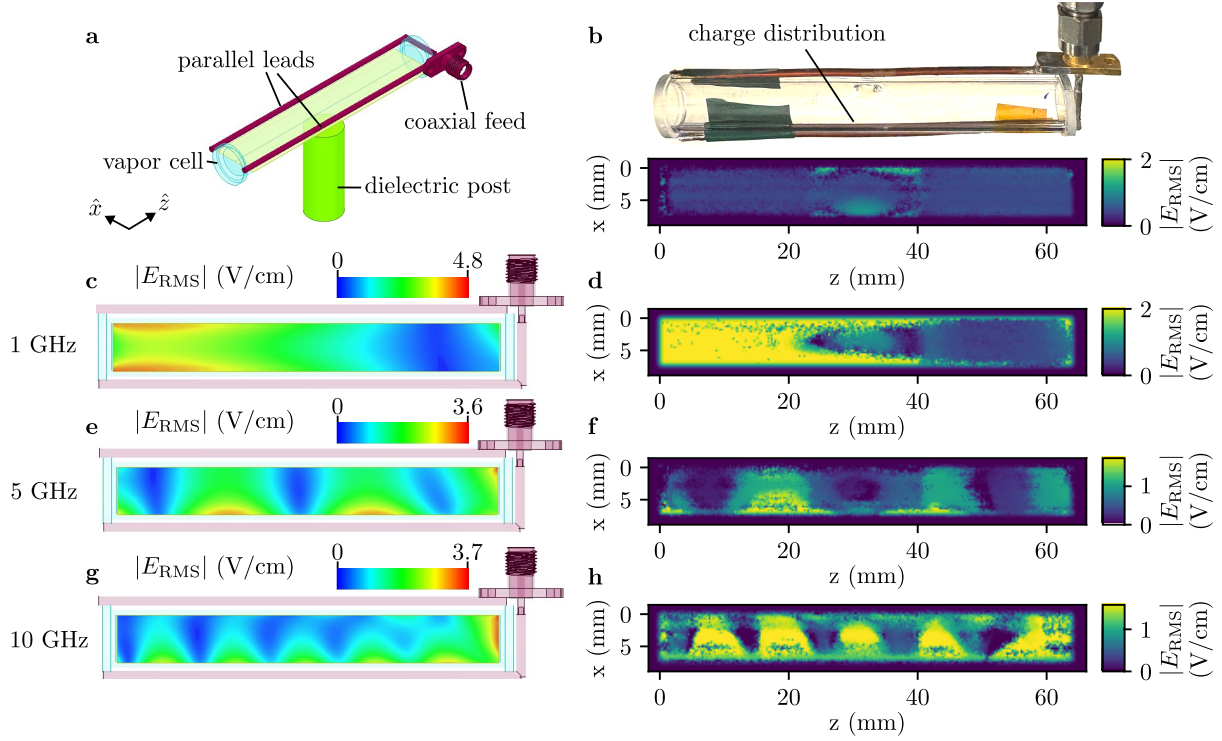 a
parallel leads
coaxial feed
vapor cell
dielectric post
x̂
ẑ
b
charge distribution
x (mm)
0
5
0
20
40
60
z (mm)
2
0
|E_RMS|
(V/cm)
c
|E_RMS| (V/cm)
0
4.8
1 GHz
d
x (mm)
0
5
0
20
40
60
z (mm)
2
0
|E_RMS|
(V/cm)
e
|E_RMS| (V/cm)
0
3.6
5 GHz
f
x (mm)
0
5
0
20
40
60
z (mm)
1
0
|E_RMS|
(V/cm)
g
|E_RMS| (V/cm)
0
3.7
10 GHz
h
x (mm)
0
5
0
20
40
60
z (mm)
1
0
|E_RMS|
(V/cm)